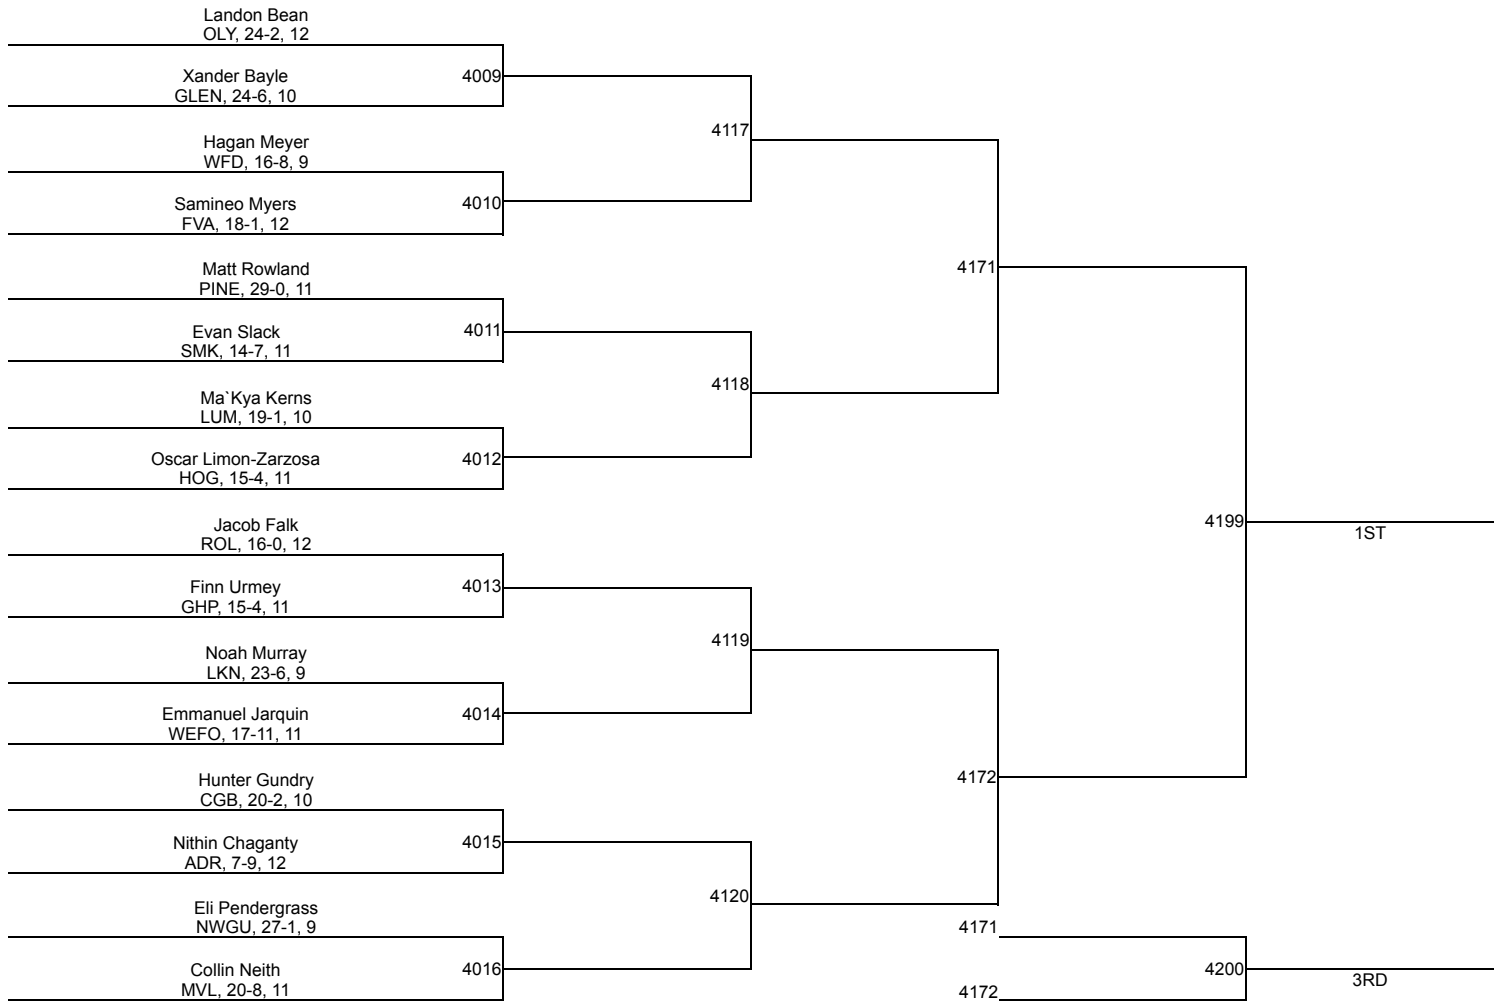 Landon Bean
OLY, 24-2, 12
Xander Bayle
GLEN, 24-6, 10
4009
Hagan Meyer
WFD, 16-8, 9
Samineo Myers
FVA, 18-1, 12
4010
4117
Matt Rowland
PINE, 29-0, 11
Evan Slack
SMK, 14-7, 11
4011
Ma`Kya Kerns
LUM, 19-1, 10
Oscar Limon-Zarzosa
HOG, 15-4, 11
4012
4118
4171
Jacob Falk
ROL, 16-0, 12
Finn Urmey
GHP, 15-4, 11
4013
Noah Murray
LKN, 23-6, 9
Emmanuel Jarquin
WEFO, 17-11, 11
4014
4119
Hunter Gundry
CGB, 20-2, 10
Nithin Chaganty
ADR, 7-9, 12
4015
Eli Pendergrass
NWGU, 27-1, 9
Collin Neith
MVL, 20-8, 11
4016
4120
4172
4199
1ST
4171
4172
4200
3RD